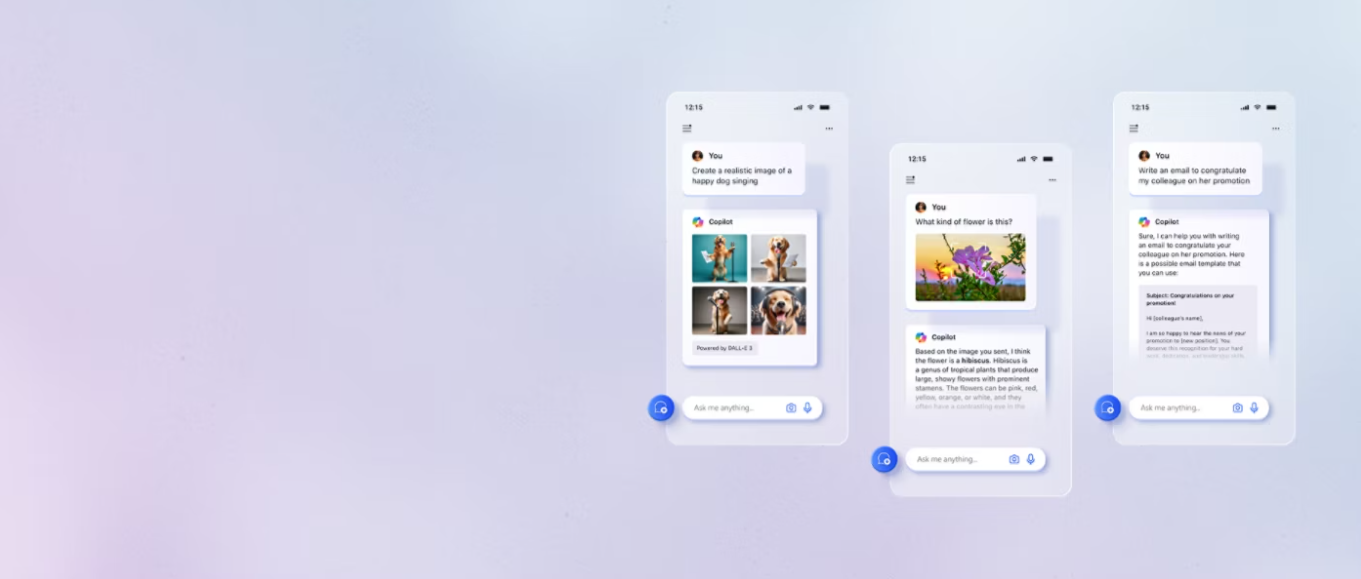 12:15
You
Create a realistic image of a
happy dog singing
Copilot
Powered by DALL-E 3
Ask me anything...
12:15
You
What kind of flower is this?
Copilot
Based on the image you sent, I think
the flower is a hibiscus. Hibiscus is
a genus of tropical plants that produce
large, showy flowers with prominent
stamens. The flowers can be pink, red,
yellow, orange, or white, and they
often have a contrasting eye in the
Ask me anything...
12:15
You
Write an email to congratulate
my colleague on her promotion
Copilot
Sure, I can help you with writing
an email to congratulate your
colleague on her promotion. Here
is a possible email template that
you can use:
Subject: Congratulations on your
promotion!
Hi [colleague's name],
I am so happy to hear the news of your
promotion to [new position]. You
deserve this recognition for your hard
Ask me anything...